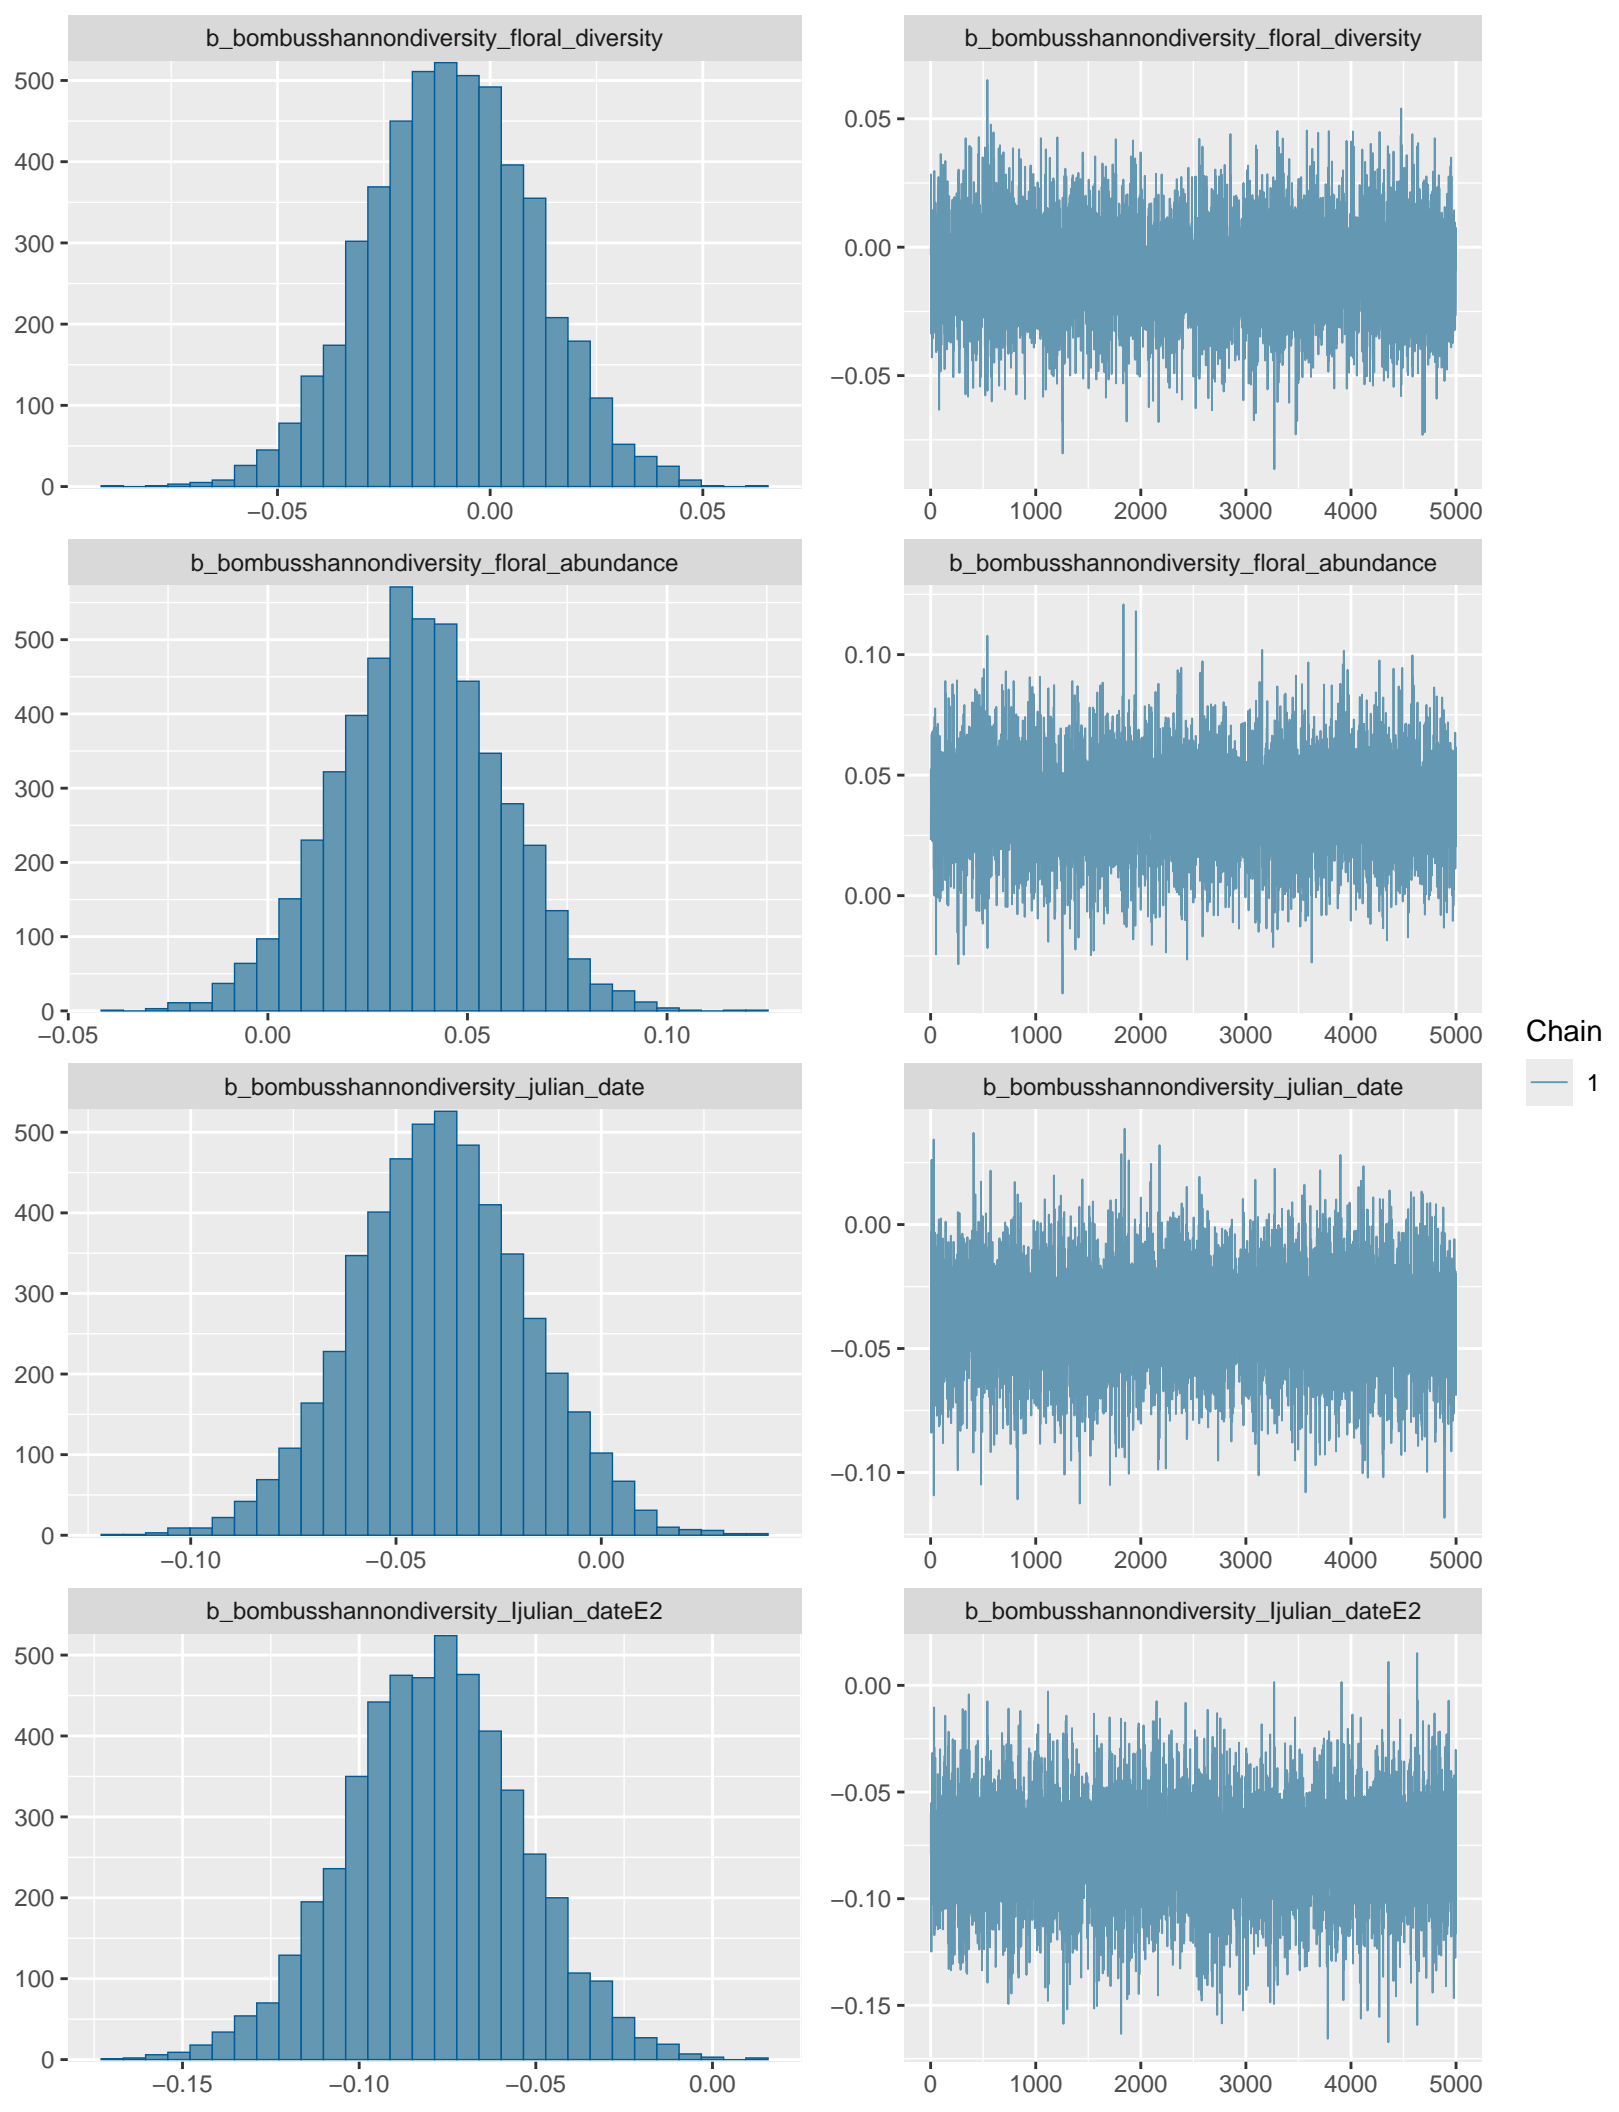 b_bombusshannondiversity_floral_diversity
500
400
300
200
100
0
−0.05 0.00 0.05
b_bombusshannondiversity_floral_diversity
0.05
0.00
−0.05
0 1000 2000 3000 4000 5000
b_bombusshannondiversity_floral_abundance
500
400
300
200
100
0
−0.05 0.00 0.05 0.10
b_bombusshannondiversity_floral_abundance
0.10
0.05
0.00
0 1000 2000 3000 4000 5000
b_bombusshannondiversity_julian_date
500
400
300
200
100
0
−0.10 −0.05 0.00
b_bombusshannondiversity_julian_date
0.00
−0.05
−0.10
0 1000 2000 3000 4000 5000
b_bombusshannondiversity_Ijulian_dateE2
500
400
300
200
100
0
−0.15 −0.10 −0.05 0.00
b_bombusshannondiversity_Ijulian_dateE2
0.00
−0.05
−0.10
−0.15
0 1000 2000 3000 4000 5000
Chain
1